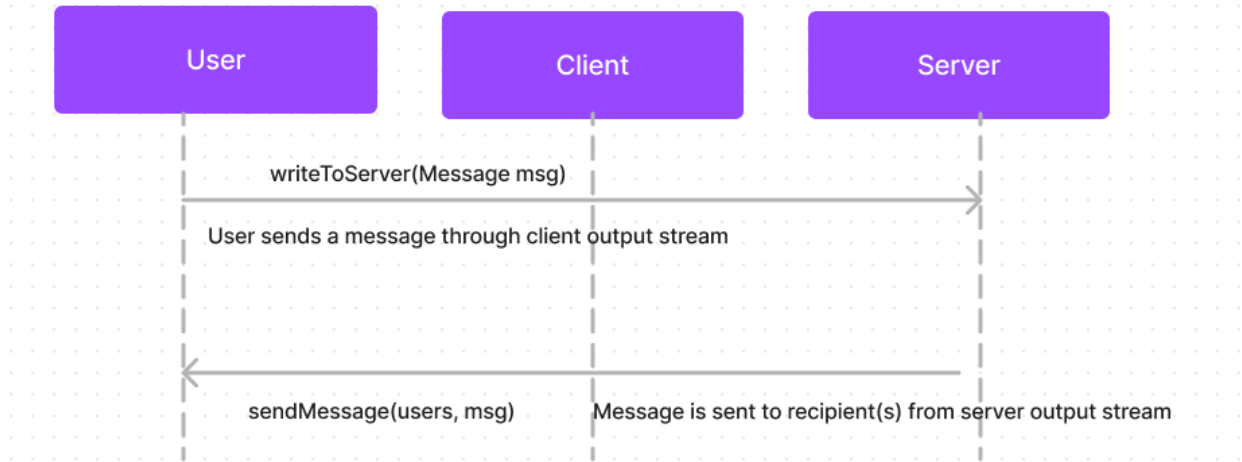 User
Client
Server
writeToServer(Message msg)
User sends a message through client output stream
sendMessage(users, msg)
Message is sent to recipient(s) from server output stream